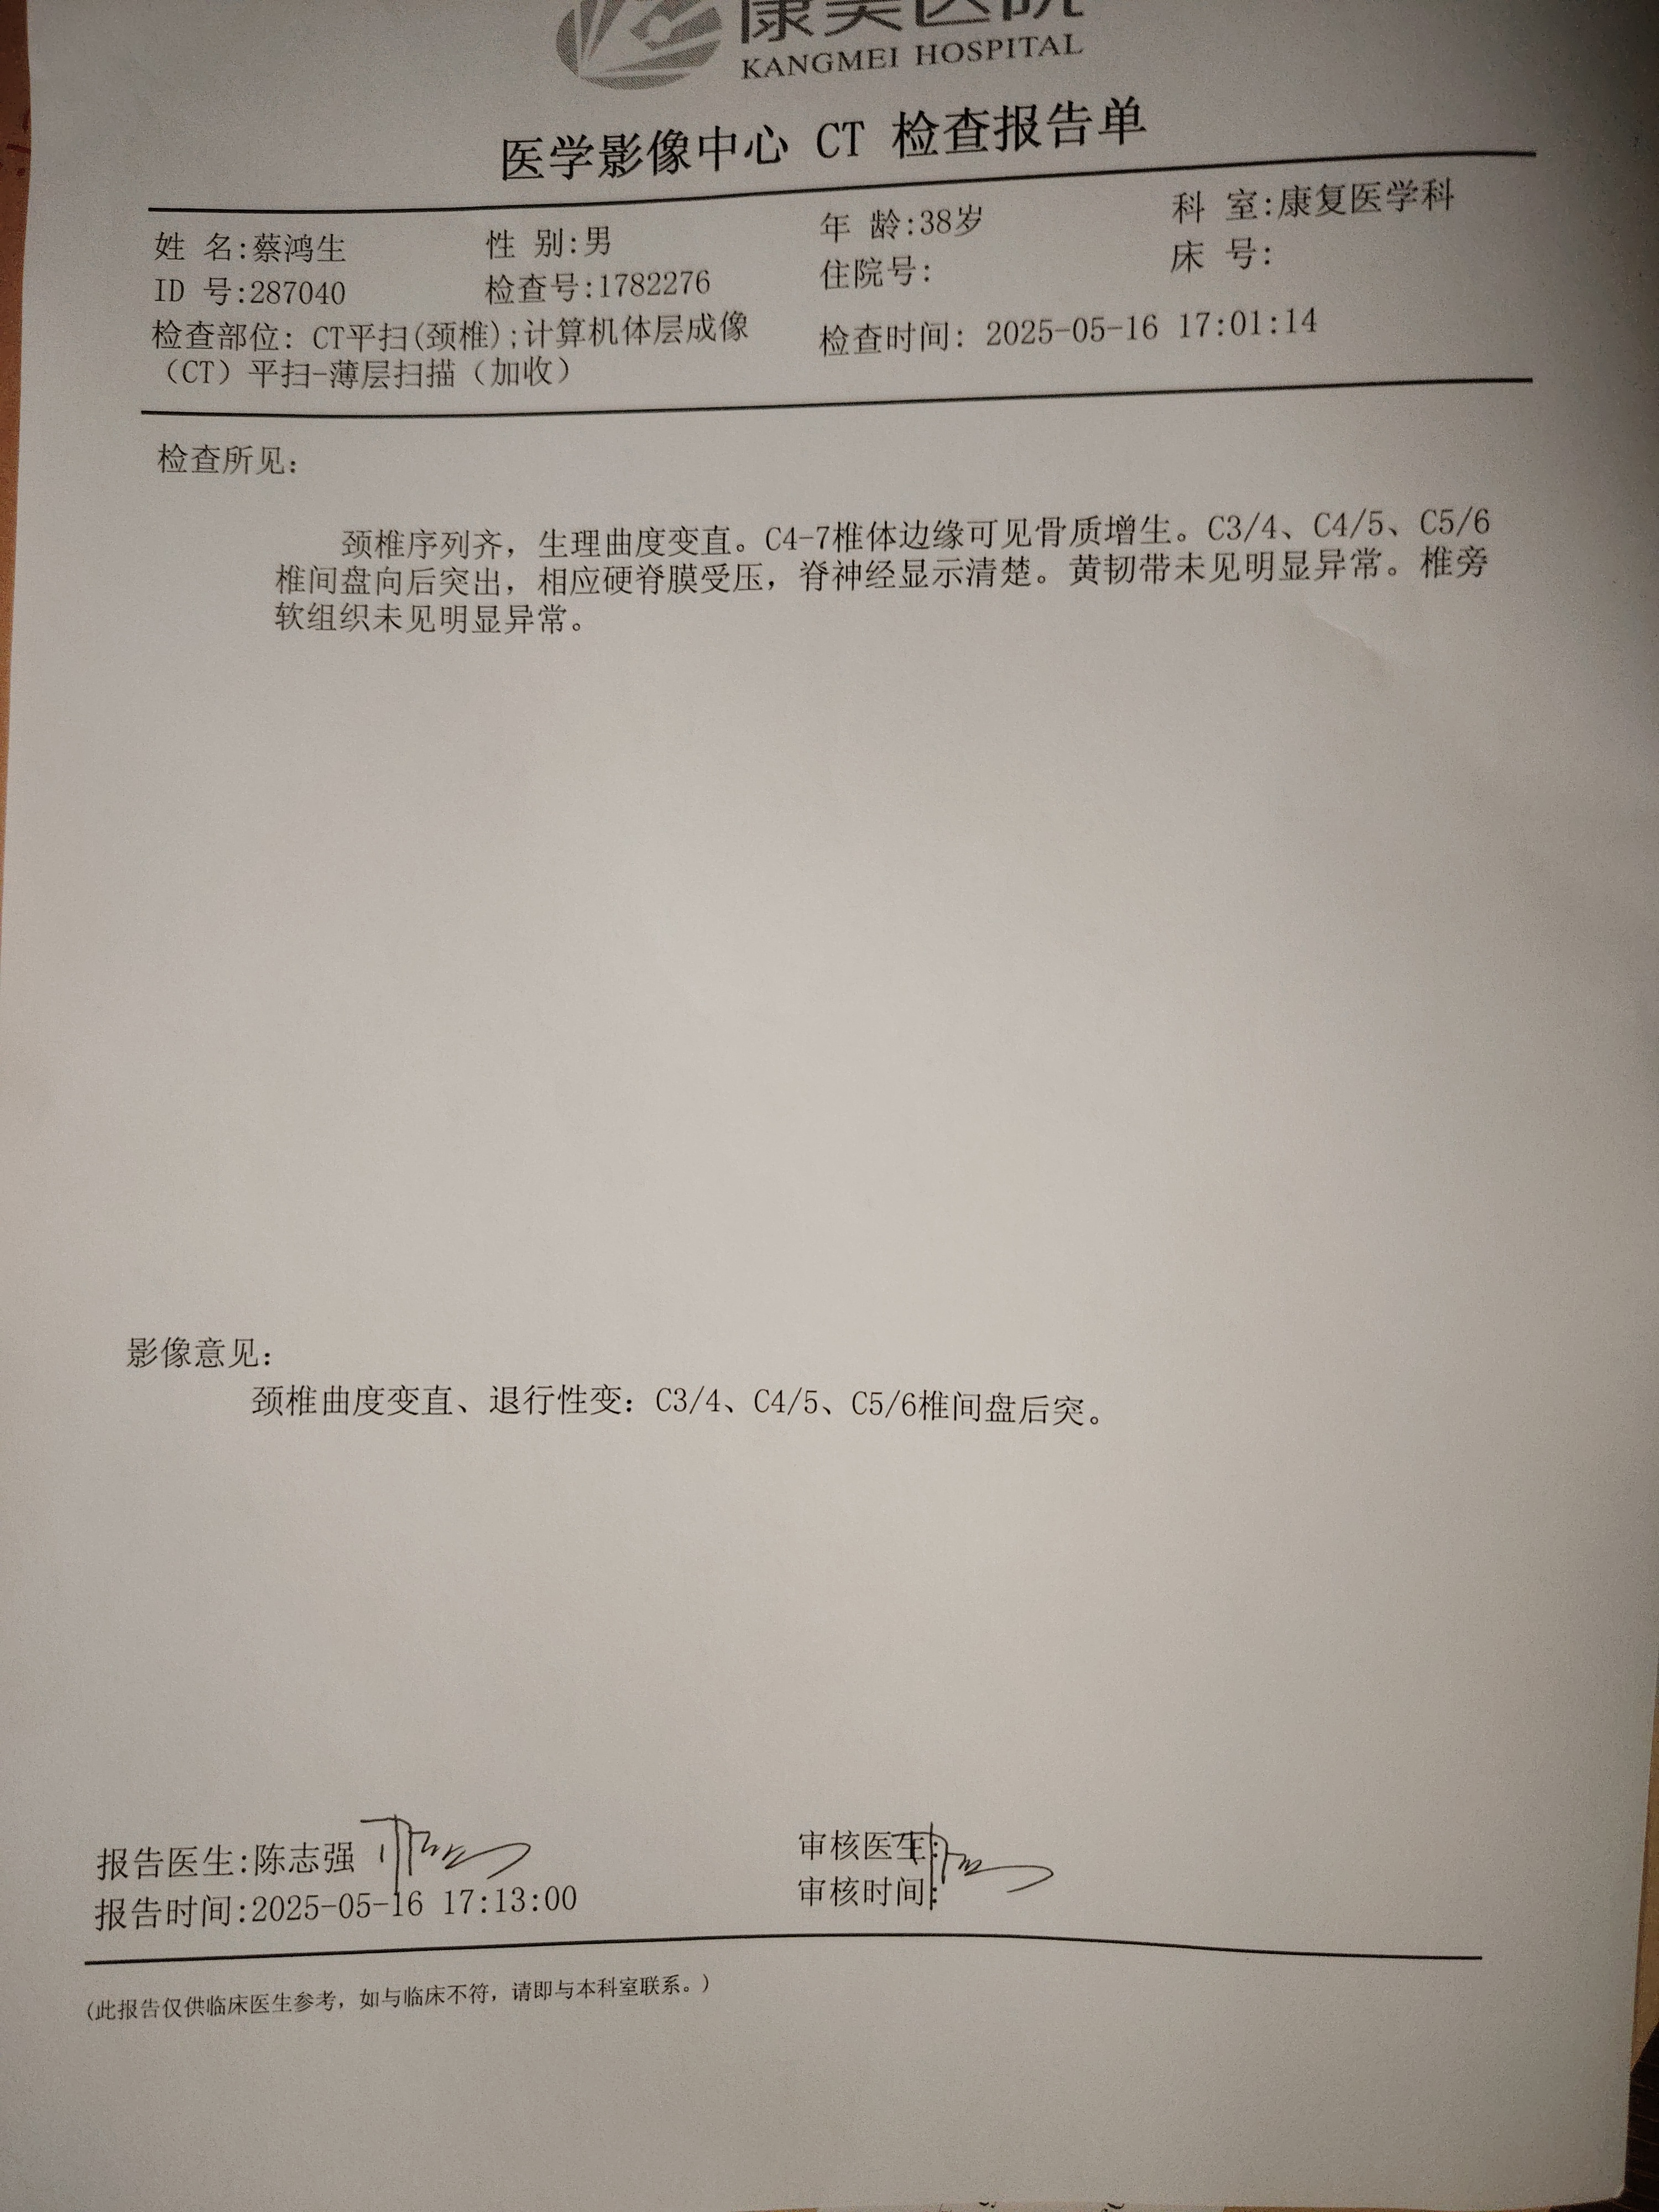 康美医院
KANGMEI HOSPITAL
医学影像中心 CT 检查报告单
姓 名:蔡鸿生 性 别:男 年 龄:38岁 科 室:康复医学科
ID 号:287040 检查号:1782276 住院号: 床 号:
检查部位: CT平扫(颈椎);计算机体层成像 检查时间: 2025-05-16 17:01:14
（CT）平扫-薄层扫描（加收）
检查所见:
颈椎序列齐，生理曲度变直。C4-7椎体边缘可见骨质增生。C3/4、C4/5、C5/6
椎间盘向后突出，相应硬脊膜受压，脊神经显示清楚。黄韧带未见明显异常。椎旁
软组织未见明显异常。
影像意见:
颈椎曲度变直、退行性变：C3/4、C4/5、C5/6椎间盘后突。
报告医生:陈志强 审核医生:
报告时间:2025-05-16 17:13:00 审核时间:
(此报告仅供临床医生参考，如与临床不符，请即与本科室联系。)